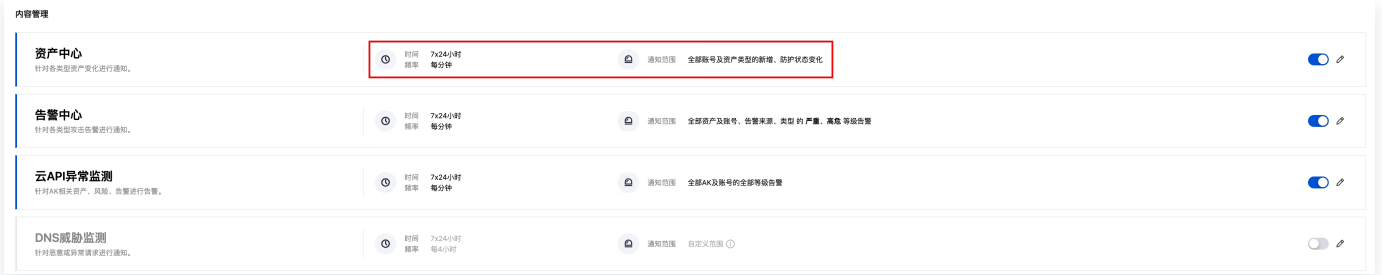 内容管理
资产中心
针对各类型资产变化进行通知。
时间 7x24小时
频率 每分钟
通知范围 全部账号及资产类型的新增、防护状态变化
告警中心
针对各类型攻击告警进行通知。
时间 7x24小时
频率 每分钟
通知范围 全部资产及账号、告警来源、类型 的 严重、高危 等级告警
云API异常监测
针对AK相关资产、风险、告警进行告警。
时间 7x24小时
频率 每分钟
通知范围 全部AK及账号的全部等级告警
DNS威胁监测
针对恶意或异常请求进行通知。
时间 7x24小时
频率 每4小时
通知范围 自定义范围